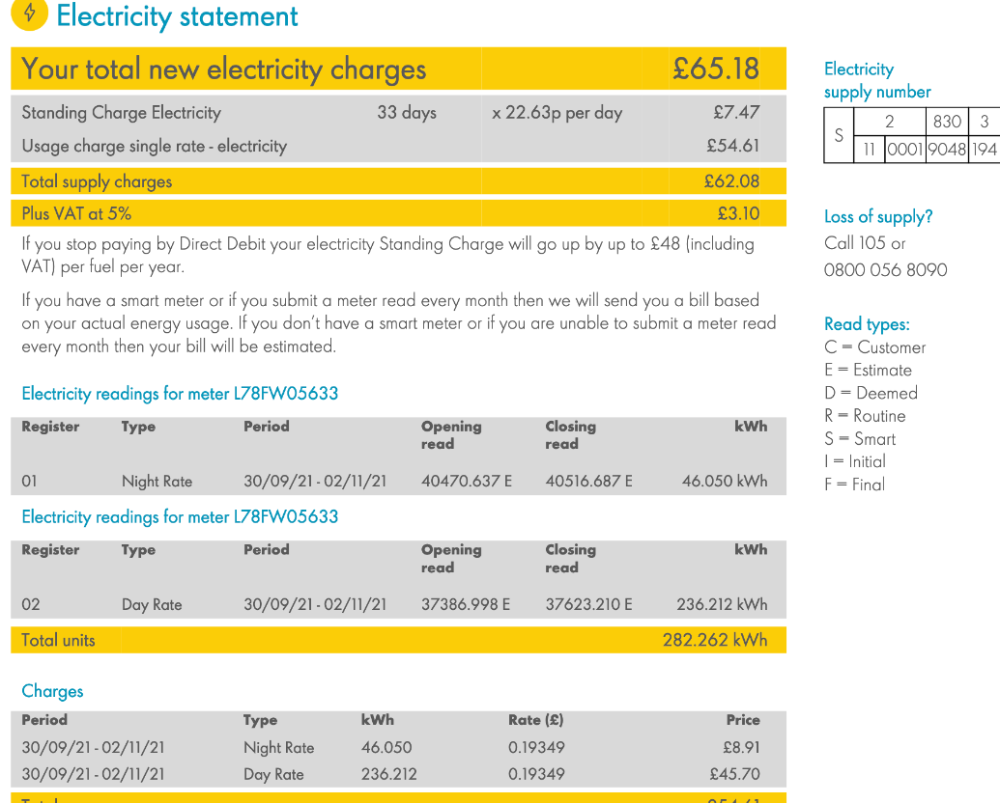 Electricity statement
Your total new electricity charges £65.18
Standing Charge Electricity 33 days x 22.63p per day £7.47
Usage charge single rate - electricity £54.61
Total supply charges £62.08
Plus VAT at 5% £3.10
If you stop paying by Direct Debit your electricity Standing Charge will go up by up to £48 (including
VAT) per fuel per year.
If you have a smart meter or if you submit a meter read every month then we will send you a bill based
on your actual energy usage. If you don't have a smart meter or if you are unable to submit a meter read
every month then your bill will be estimated.
Electricity readings for meter L78FW05633
Register Type Period Opening read Closing read kWh
01 Night Rate 30/09/21 - 02/11/21 40470.637 E 40516.687 E 46.050 kWh
Electricity readings for meter L78FW05633
Register Type Period Opening read Closing read kWh
02 Day Rate 30/09/21 - 02/11/21 37386.998 E 37623.210 E 236.212 kWh
Total units 282.262 kWh
Charges
Period Type kWh Rate (£) Price
30/09/21 - 02/11/21 Night Rate 46.050 0.19349 £8.91
30/09/21 - 02/11/21 Day Rate 236.212 0.19349 £45.70
Electricity
supply number
S 2 830 3
11 0001 9048 194
Loss of supply?
Call 105 or
0800 056 8090
Read types:
C = Customer
E = Estimate
D = Deemed
R = Routine
S = Smart
I = Initial
F = Final